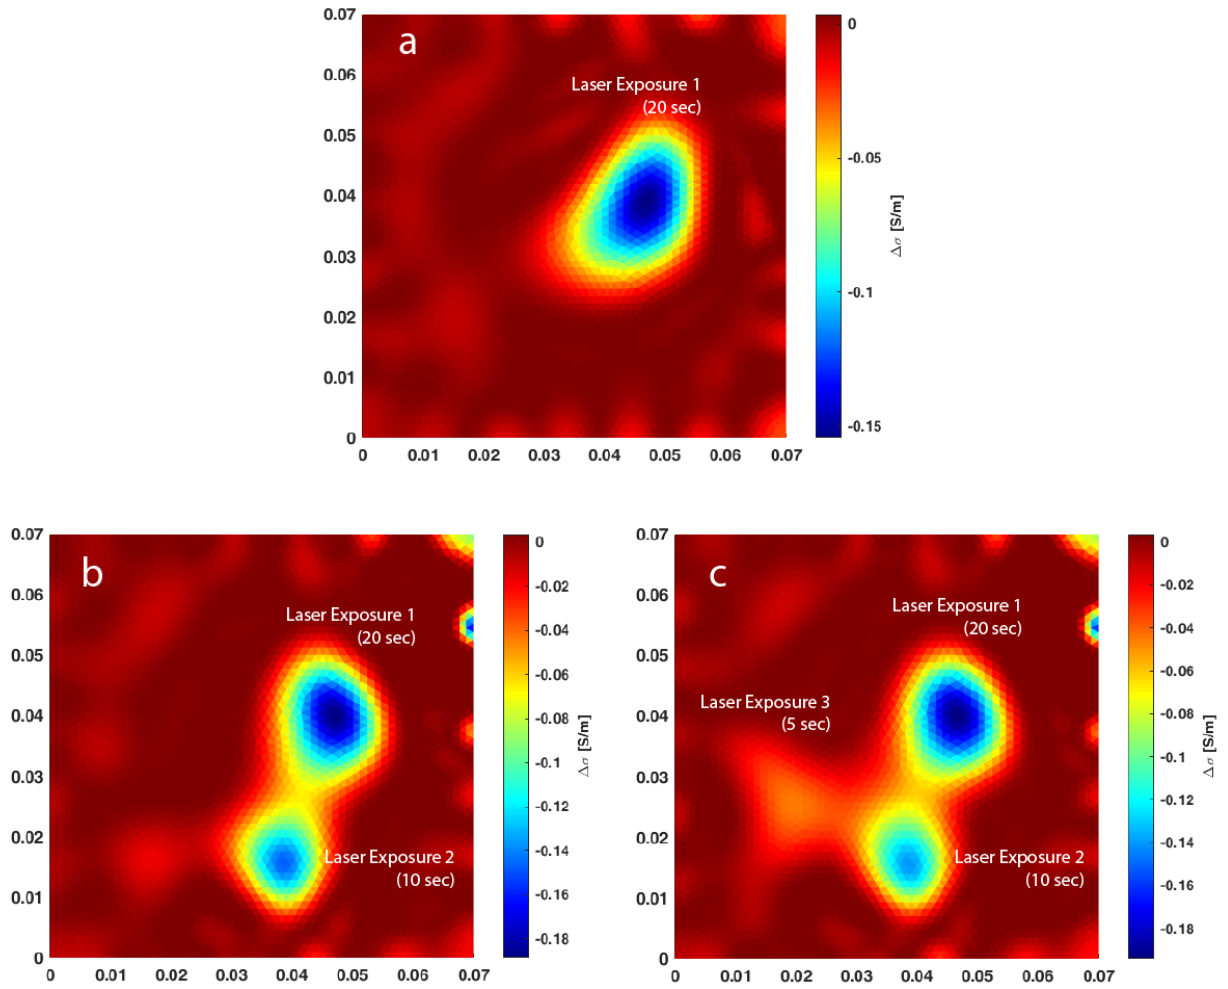 a
Laser Exposure 1
(20 sec)
0.07
0.06
0.05
0.04
0.03
0.02
0.01
0
0 0.01 0.02 0.03 0.04 0.05 0.06 0.07
0
-0.05
-0.1
-0.15
Δσ [S/m]
b
Laser Exposure 1
(20 sec)
Laser Exposure 2
(10 sec)
0.07
0.06
0.05
0.04
0.03
0.02
0.01
0
0 0.01 0.02 0.03 0.04 0.05 0.06 0.07
0
-0.02
-0.04
-0.06
-0.08
-0.1
-0.12
-0.14
-0.16
-0.18
Δσ [S/m]
c
Laser Exposure 1
(20 sec)
Laser Exposure 3
(5 sec)
Laser Exposure 2
(10 sec)
0.07
0.06
0.05
0.04
0.03
0.02
0.01
0
0 0.01 0.02 0.03 0.04 0.05 0.06 0.07
0
-0.02
-0.04
-0.06
-0.08
-0.1
-0.12
-0.14
-0.16
-0.18
Δσ [S/m]